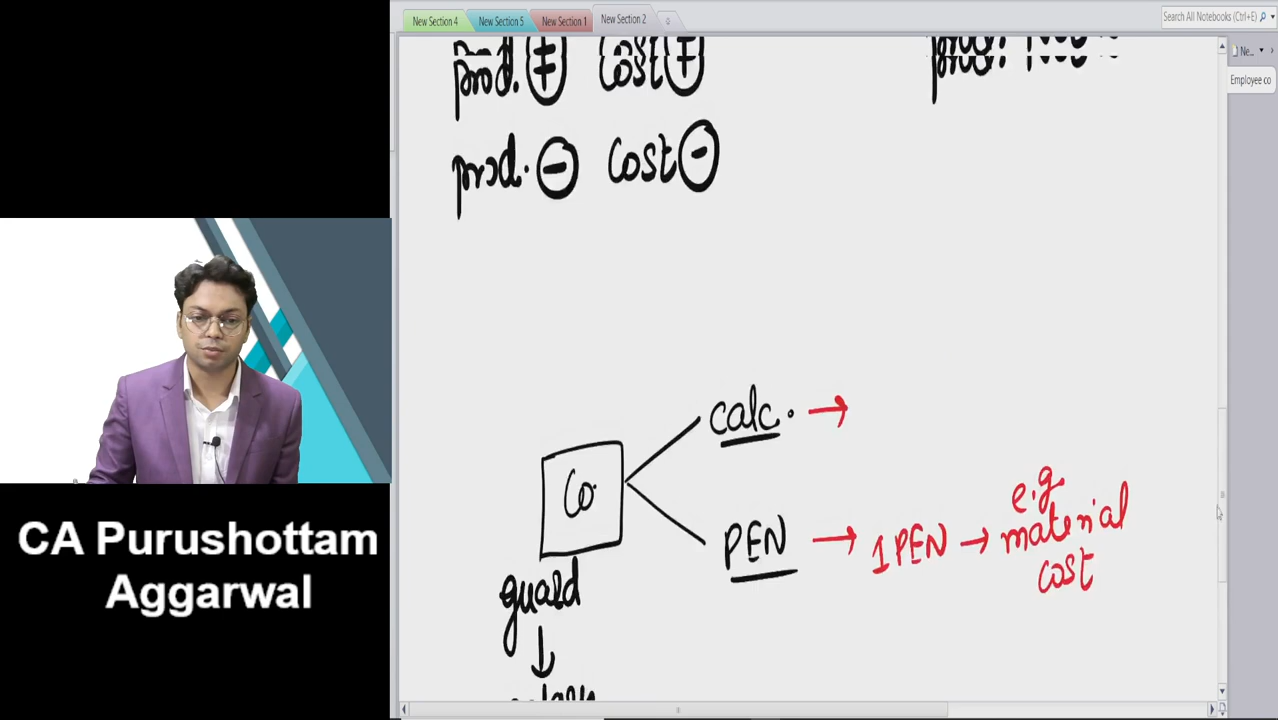 New Section 4 New Section 5 New Section 1 New Section 2
Search All Notebooks (Ctrl+E)
Ne...
Employee co
prod. + Cost +
prod. - Cost -
calc. →
Co.
PEN → 1 PEN → e.g material cost
guard
↓
CA Purushottam
Aggarwal